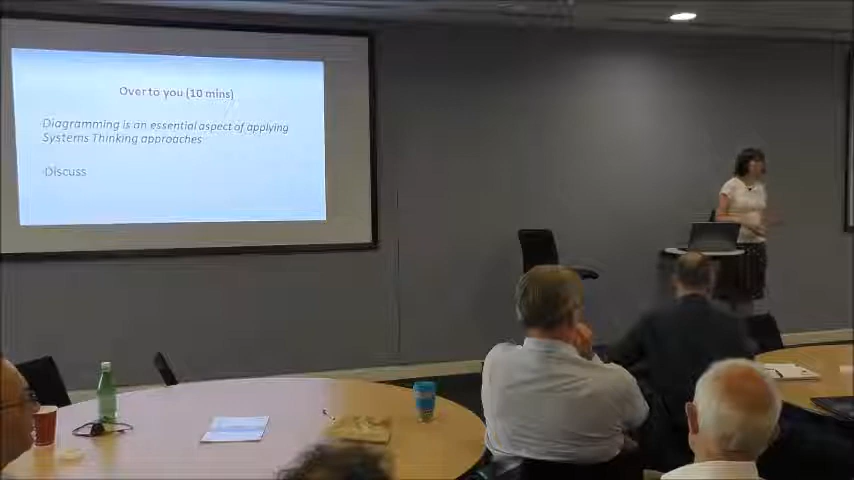 Over to you (10 mins)
Diagramming is an essential aspect of applying
Systems Thinking approaches
Discuss